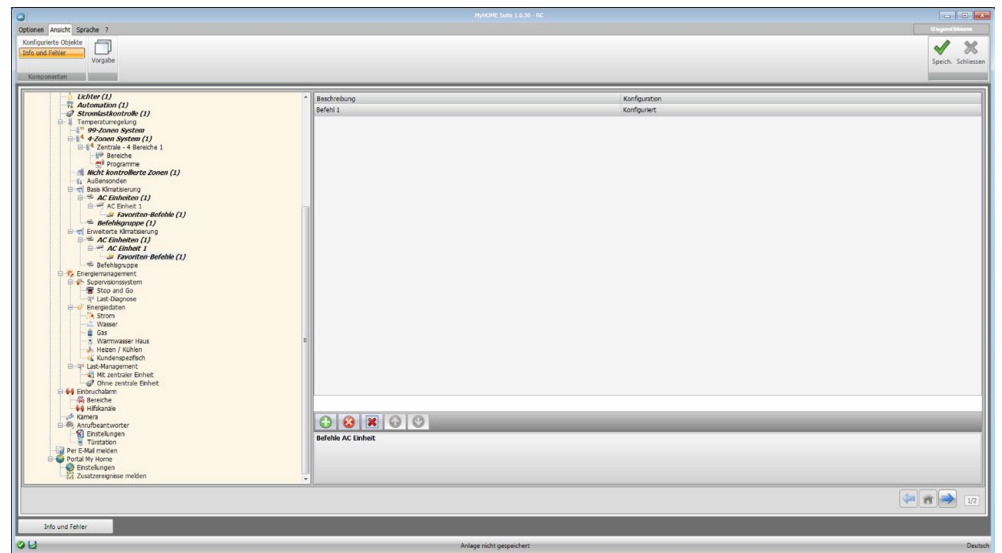 MyHOME Suite 1.0.30 - RC
Optionen Ansicht Sprache ?
Konfigurierte Objekte
Info und Fehler
Vorgabe
Speich. Schliessen
Komponenten
Lichter (1)
Automation (1)
Stromlastkontrolle (1)
Temperaturregelung
99-Zonen System
4-Zonen System (1)
Zentrale - 4 Bereiche 1
Bereiche
Programme
Nicht kontrollierte Zonen (1)
Außensonden
Basis Klimatisierung
AC Einheiten (1)
AC Einheit 1
Favoriten-Befehle (1)
Befehlsgruppe (1)
Erweiterte Klimatisierung
AC Einheiten (1)
AC Einheit 1
Favoriten-Befehle (1)
Befehlsgruppe
Energiemanagement
Supervisionssystem
Stop and Go
Last-Diagnose
Energiedaten
Strom
Wasser
Gas
Warmwasser Haus
Heizen / Kühlen
Kundenspezifisch
Last-Management
Mit zentraler Einheit
Ohne zentrale Einheit
Einbruchalarm
Bereiche
Hilfskanäle
Kamera
Anrufbeantworter
Einstellungen
Türstation
Per E-Mail melden
Portal My Home
Einstellungen
Zusatzereignisse melden
Beschreibung Konfiguration
Befehl 1 Konfiguriert
Befehle AC Einheit
1/2
Info und Fehler
Anlage nicht gespeichert
Deutsch